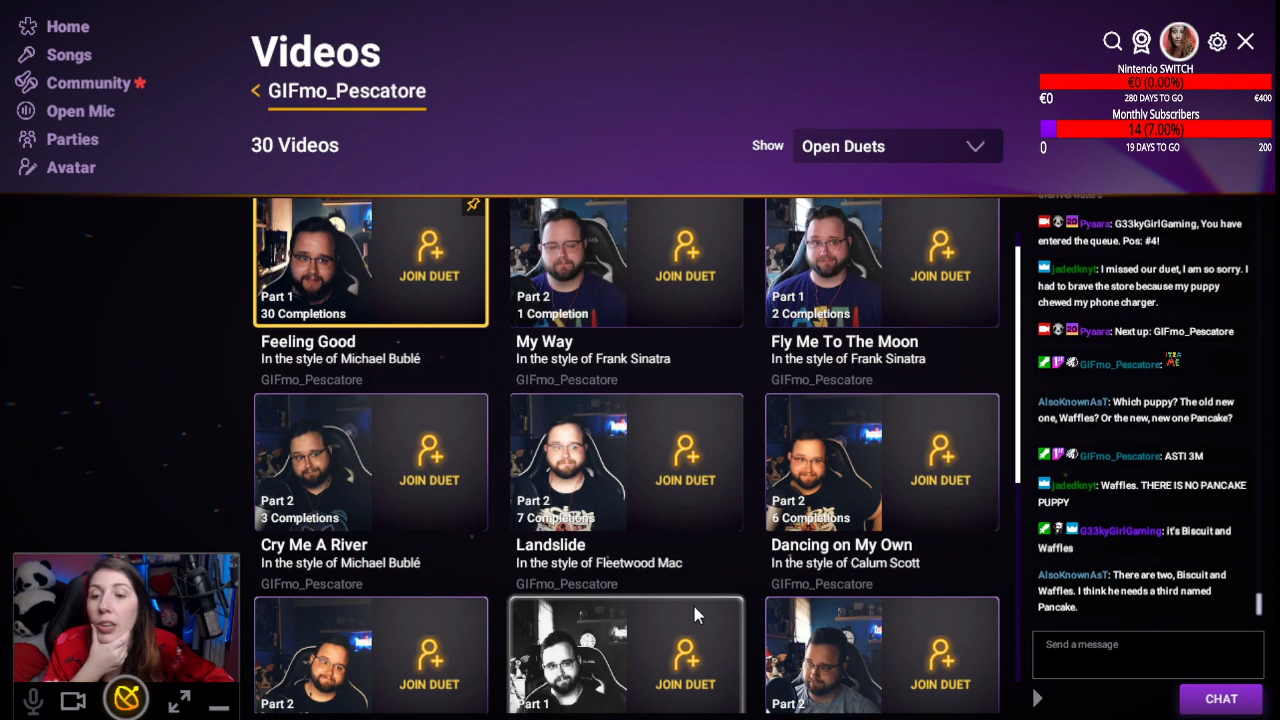 Home
Songs
Community *
Open Mic
Parties
Avatar
Videos
< GIFmo_Pescatore
30 Videos
Show
Open Duets
Nintendo SWITCH
€0 (0.00%)
€0 280 DAYS TO GO €400
Monthly Subscribers
14 (7.00%)
0 19 DAYS TO GO 200
JOIN DUET
Part 1
30 Completions
Feeling Good
In the style of Michael Bublé
GIFmo_Pescatore
JOIN DUET
Part 2
1 Completion
My Way
In the style of Frank Sinatra
GIFmo_Pescatore
JOIN DUET
Part 1
2 Completions
Fly Me To The Moon
In the style of Frank Sinatra
GIFmo_Pescatore
JOIN DUET
Part 2
3 Completions
Cry Me A River
In the style of Michael Bublé
GIFmo_Pescatore
JOIN DUET
Part 2
7 Completions
Landslide
In the style of Fleetwood Mac
GIFmo_Pescatore
JOIN DUET
Part 2
6 Completions
Dancing on My Own
In the style of Calum Scott
GIFmo_Pescatore
JOIN DUET
Part 2
JOIN DUET
Part 1
JOIN DUET
Part 2
20 Pyaara: G33kyGirlGaming, You have
entered the queue. Pos: #4!
jadedknyt: I missed our duet, I am so sorry. I
had to brave the store because my puppy
chewed my phone charger.
20 Pyaara: Next up: GIFmo_Pescatore
GIFmo_Pescatore: ITZA ME
AlsoKnownAsT: Which puppy? The old new
one, Waffles? Or the new, new one Pancake?
GIFmo_Pescatore: ASTI 3M
jadedknyt: Waffles. THERE IS NO PANCAKE
PUPPY
G33kyGirlGaming: it's Biscuit and
Waffles
AlsoKnownAsT: There are two, Biscuit and
Waffles. I think he needs a third named
Pancake.
Send a message
CHAT